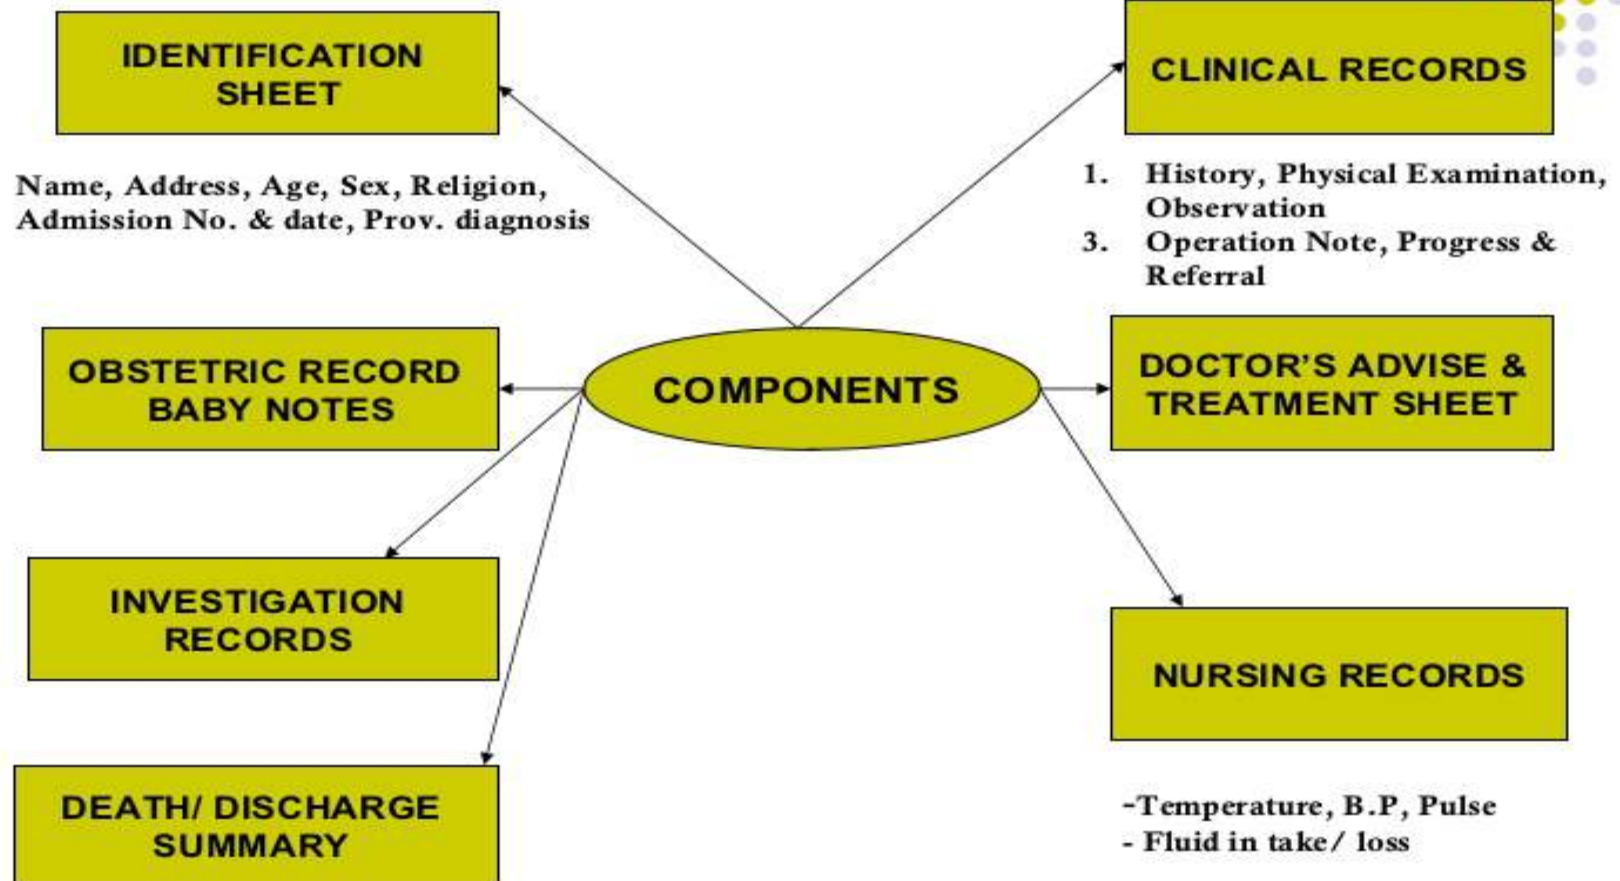 IDENTIFICATION
SHEET
Name, Address, Age, Sex, Religion,
Admission No. & date, Prov. diagnosis
CLINICAL RECORDS
1. History, Physical Examination,
Observation
3. Operation Note, Progress &
Referral
OBSTETRIC RECORD
BABY NOTES
COMPONENTS
DOCTOR'S ADVISE &
TREATMENT SHEET
INVESTIGATION
RECORDS
NURSING RECORDS
-Temperature, B.P, Pulse
- Fluid in take/ loss
DEATH/ DISCHARGE
SUMMARY